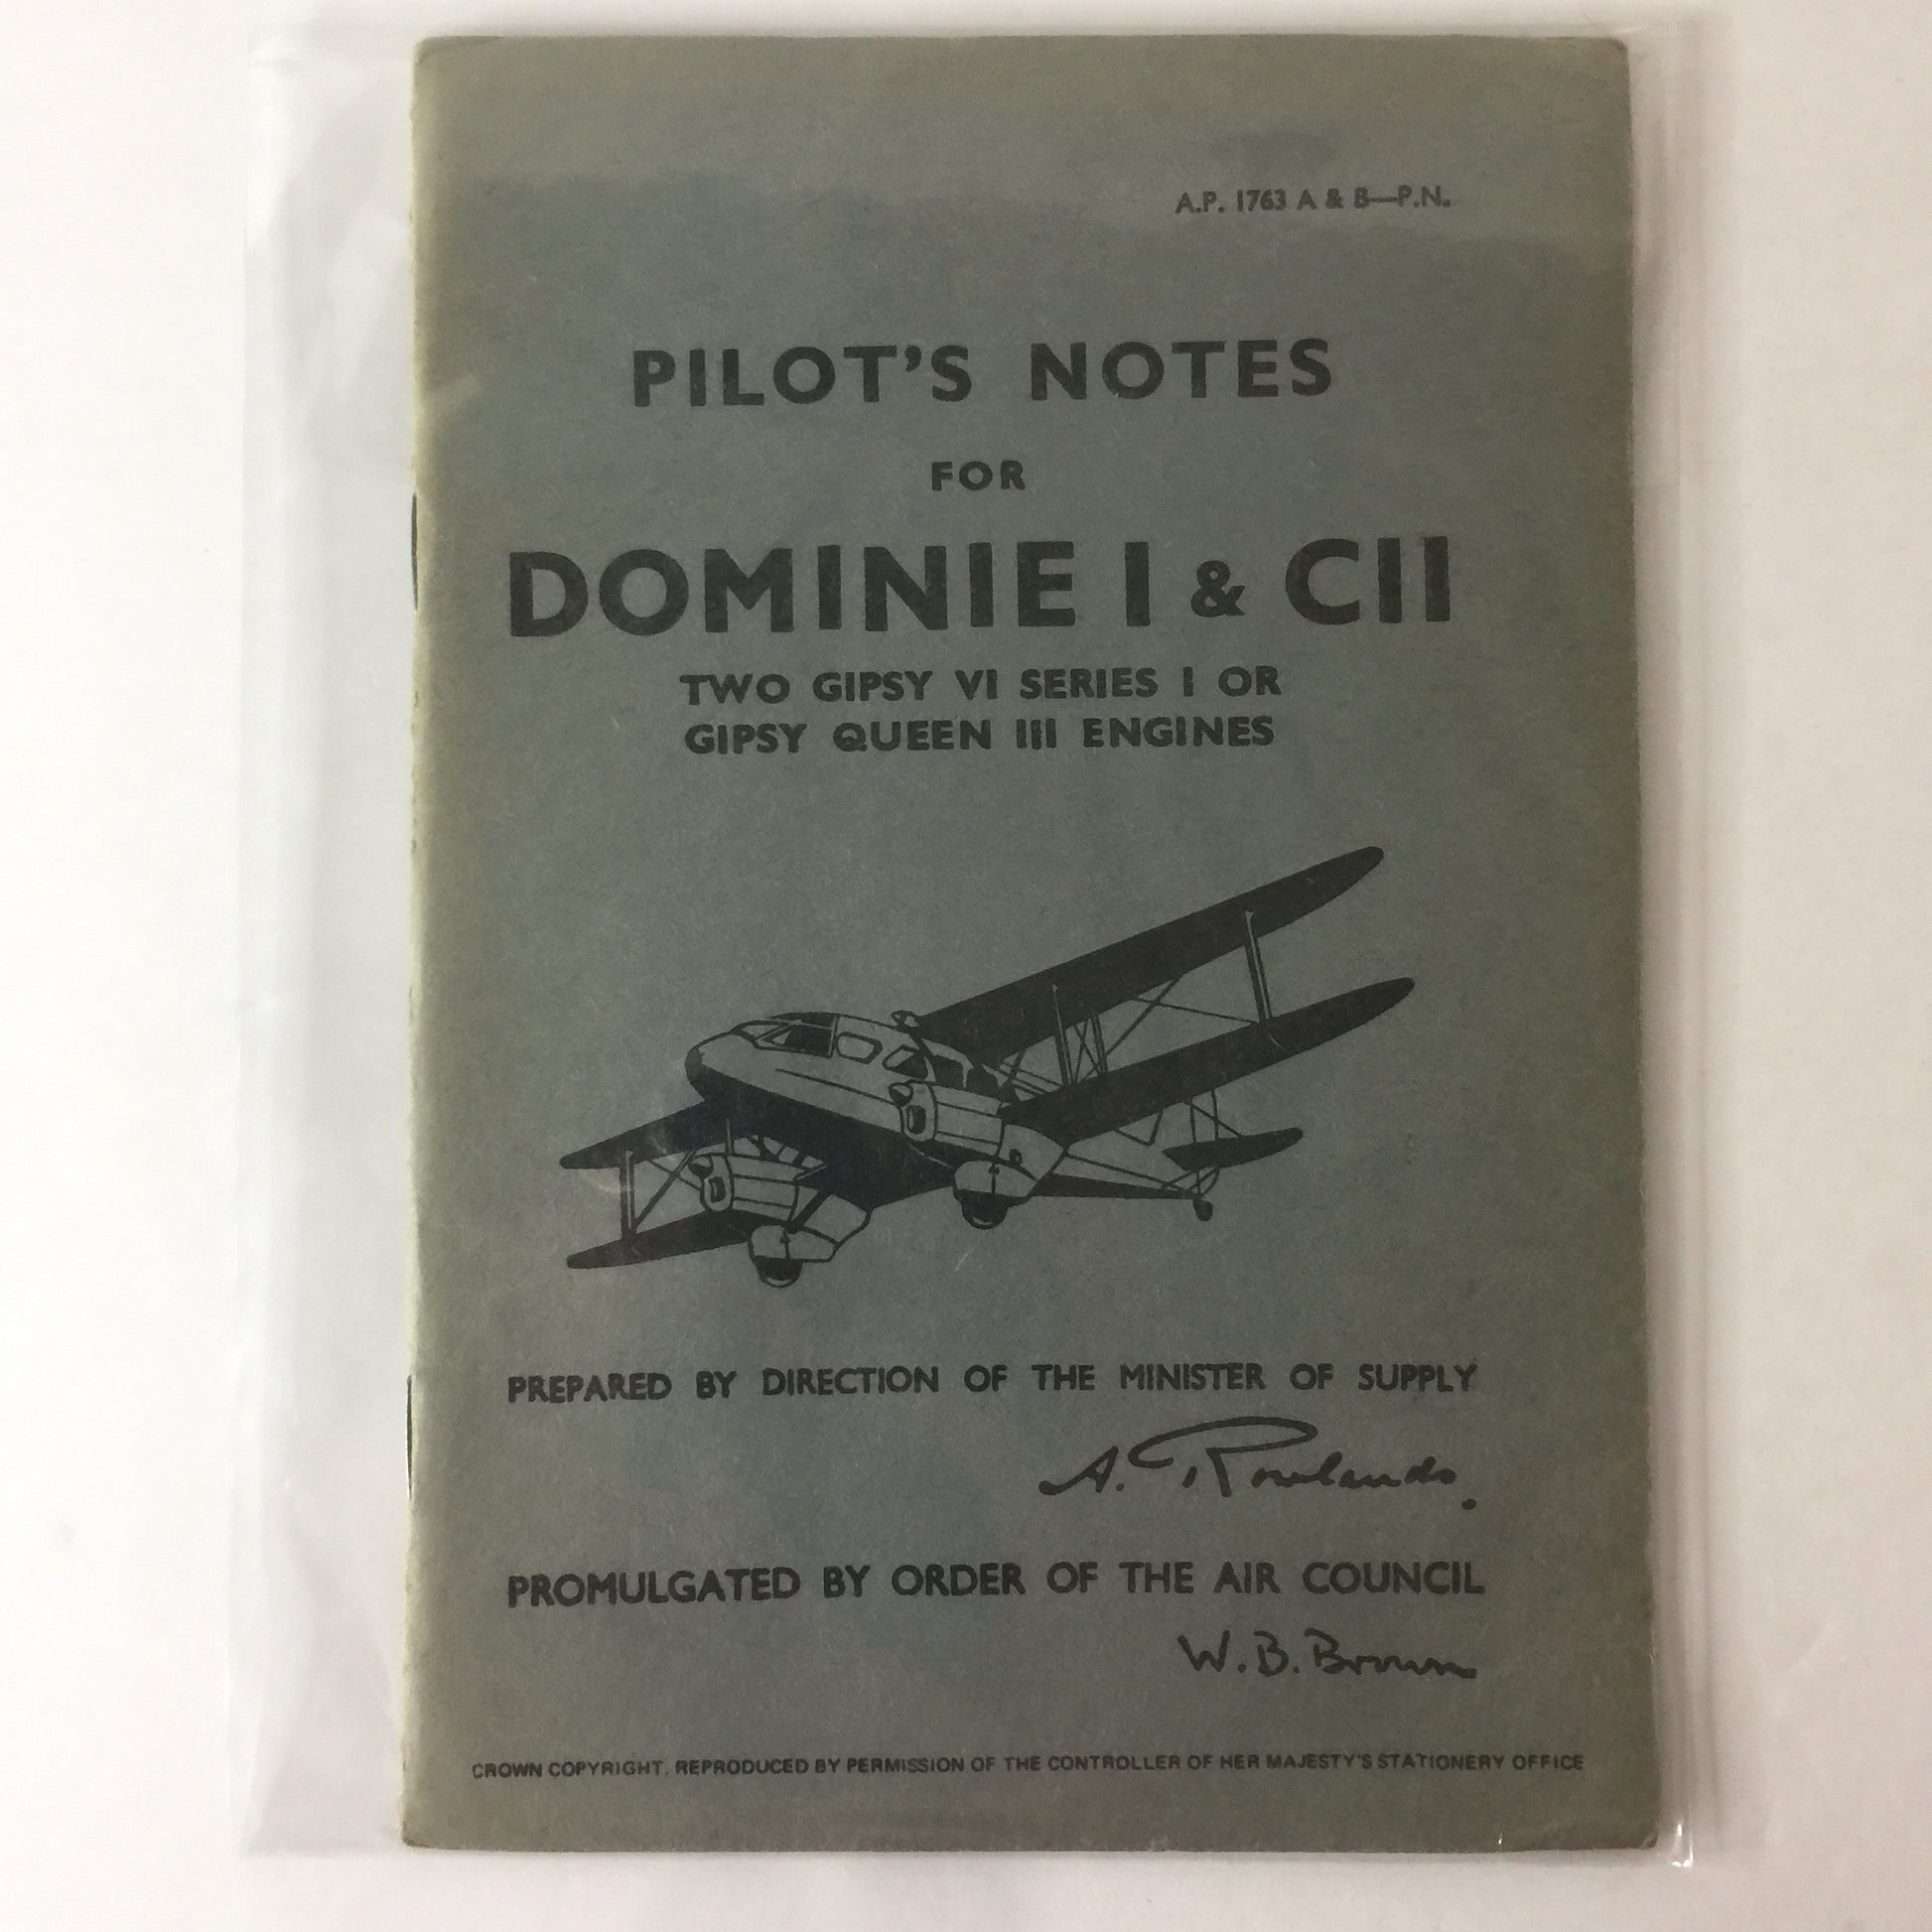 A.P. 1763 A & B—P.N.
PILOT'S NOTES
FOR
DOMINIE I & CII
TWO GIPSY VI SERIES I OR
GIPSY QUEEN III ENGINES
PREPARED BY DIRECTION OF THE MINISTER OF SUPPLY
A. Rowlands.
PROMULGATED BY ORDER OF THE AIR COUNCIL
W.B. Brown
CROWN COPYRIGHT. REPRODUCED BY PERMISSION OF THE CONTROLLER OF HER MAJESTY'S STATIONERY OFFICE